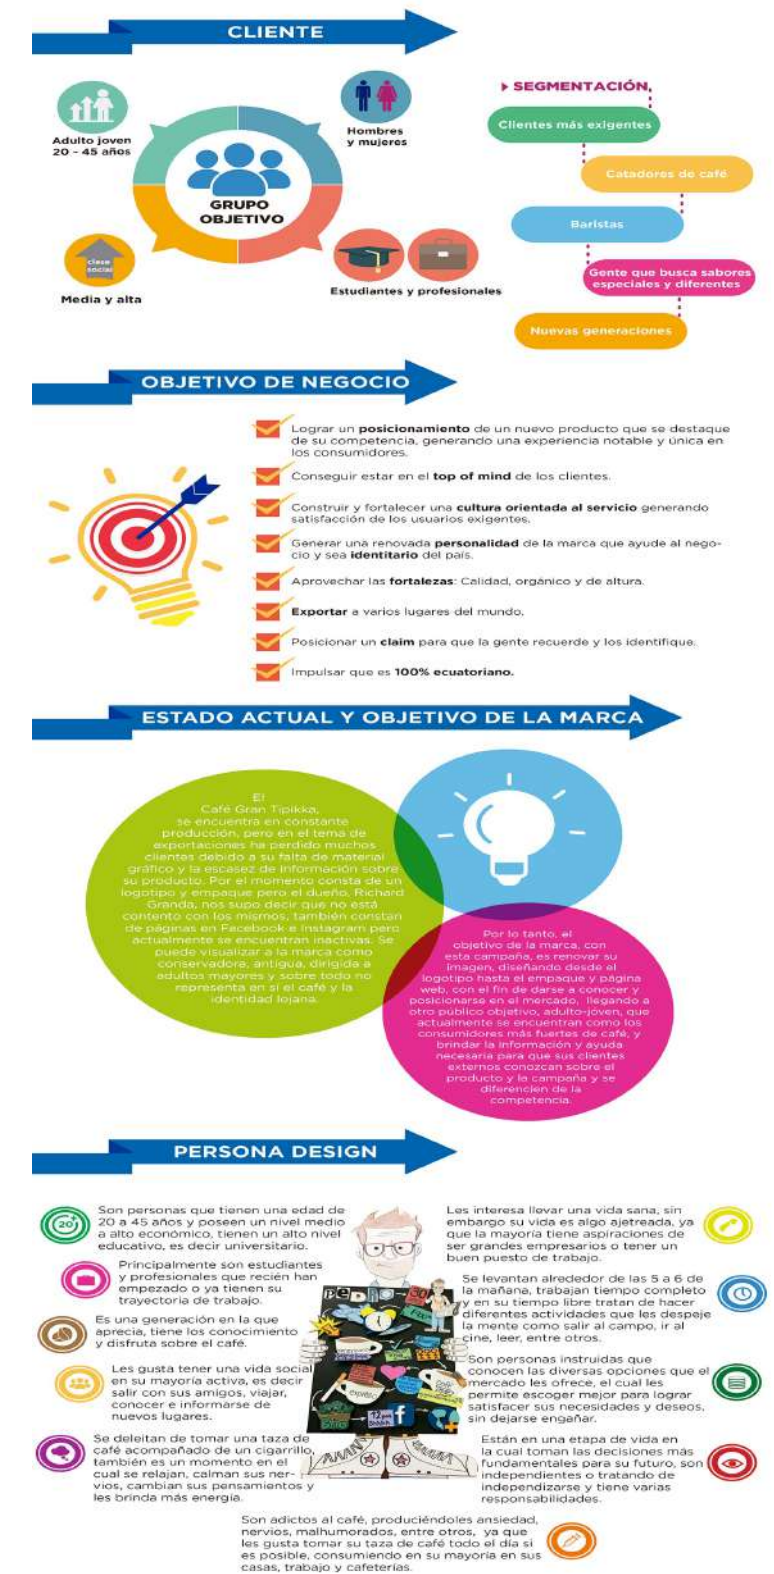 CLIENTE
Adulto joven
20 - 45 años
Hombres
y mujeres
GRUPO
OBJETIVO
clase
social
Media y alta
Estudiantes y profesionales
SEGMENTACIÓN
Clientes más exigentes
Catadores de café
Baristas
Gente que busca sabores
especiales y diferentes
Nuevas generaciones
OBJETIVO DE NEGOCIO
Lograr un posicionamiento de un nuevo producto que se destaque
de su competencia, generando una experiencia notable y única en
los consumidores.
Conseguir estar en el top of mind de los clientes.
Construir y fortalecer una cultura orientada al servicio generando
satisfacción de los usuarios exigentes.
Generar una renovada personalidad de la marca que ayude al nego-
cio y sea identitario del país.
Aprovechar las fortalezas: Calidad, orgánico y de altura.
Exportar a varios lugares del mundo.
Posicionar un claim para que la gente recuerde y los identifique.
Impulsar que es 100% ecuatoriano.
ESTADO ACTUAL Y OBJETIVO DE LA MARCA
El
Café Gran Tipikka,
se encuentra en constante
producción, pero en el tema de
exportaciones ha perdido muchos
clientes debido a su falta de material
gráfico y la escasez de información sobre
su producto. Por el momento consta de un
logotipo y empaque pero el dueño, Richard
Granda, nos supo decir que no está
contento con los mismos, también constan
de páginas en Facebook e Instagram pero
actualmente se encuentran inactivas. Se
puede visualizar a la marca como
conservadora, antigua, dirigida a
adultos mayores y sobre todo no
representa en si el café y la
identidad lojana.
Por lo tanto, el
objetivo de la marca, con
esta campaña, es renovar su
imagen, diseñando desde el
logotipo hasta el empaque y página
web, con el fin de darse a conocer y
posicionarse en el mercado, llegando a
otro público objetivo, adulto-jóven, que
actualmente se encuentran como los
consumidores más fuertes de café, y
brindar la información y ayuda
necesaria para que sus clientes
externos conozcan sobre el
producto y la campaña y se
diferencien de la
competencia.
PERSONA DESIGN
20
Son personas que tienen una edad de
20 a 45 años y poseen un nivel medio
a alto económico, tienen un alto nivel
educativo, es decir universitario.
Principalmente son estudiantes
y profesionales que recién han
empezado o ya tienen su
trayectoria de trabajo.
Es una generación en la que
aprecia, tiene los conocimiento
y disfruta sobre el café.
Les gusta tener una vida social
en su mayoría activa, es decir
salir con sus amigos, viajar,
conocer e informarse de
nuevos lugares.
Se deleitan de tomar una taza de
café acompañado de un cigarrillo,
también es un momento en el
cual se relajan, calman sus ner-
vios, cambian sus pensamientos y
les brinda más energía.
PEDRO
30
espreso
12pm
f
Les interesa llevar una vida sana, sin
embargo su vida es algo ajetreada, ya
que la mayoría tiene aspiraciones de
ser grandes empresarios o tener un
buen puesto de trabajo.
Se levantan alrededor de las 5 a 6 de
la mañana, trabajan tiempo completo
y en su tiempo libre tratan de hacer
diferentes actividades que les despeje
la mente como salir al campo, ir al
cine, leer, entre otros.
Son personas instruidas que
conocen las diversas opciones que el
mercado les ofrece, el cual les
permite escoger mejor para lograr
satisfacer sus necesidades y deseos,
sin dejarse engañar.
Están en una etapa de vida en
la cual toman las decisiones más
fundamentales para su futuro, son
independientes o tratando de
independizarse y tiene varias
responsabilidades.
Son adictos al café, produciéndoles ansiedad,
nervios, malhumorados, entre otros, ya que
les gusta tomar su taza de café todo el día si
es posible, consumiendo en su mayoría en sus
casas, trabajo y cafeterías.